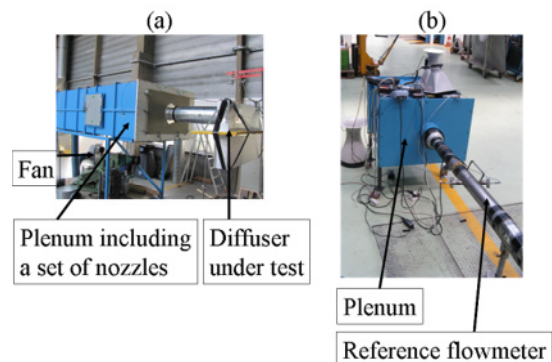 (a)
(b)
Fan
Plenum including
a set of nozzles
Diffuser
under test
Plenum
Reference flowmeter